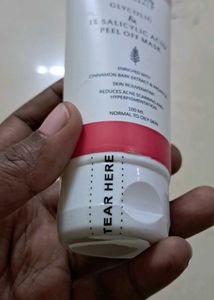 GLYCOLIC
&
1% SALICYLIC ACID
PEEL OFF MASK
ENRICHED WITH
CINNAMON BARK EXTRACT &
SKIN REJUVENATING
REDUCES ACNE SCARRING AND
HYPERPIGMENTATION
100 ML
NORMAL TO OILY SKIN
TEAR HERE